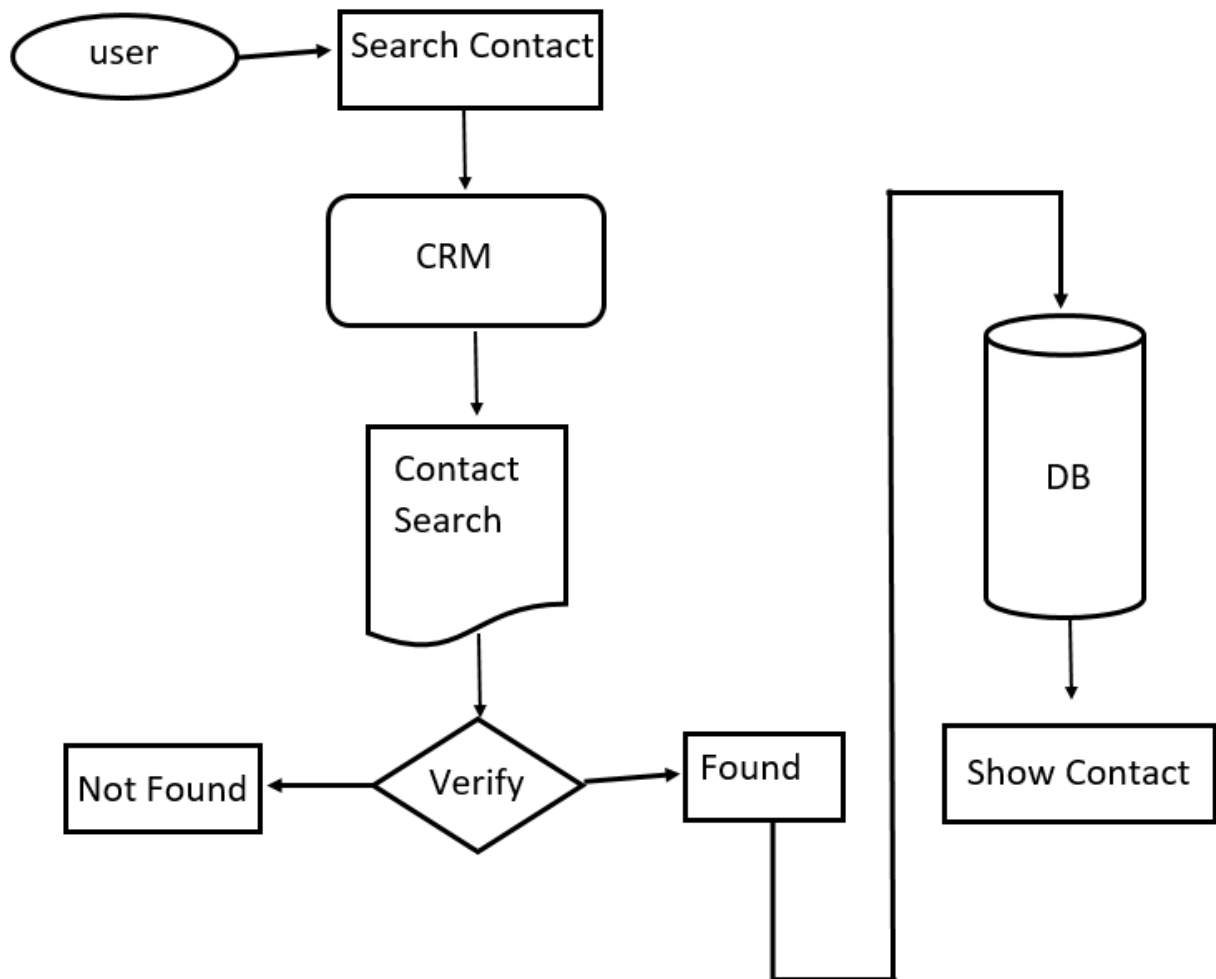 user
Search Contact
CRM
Contact
Search
Verify
Not Found
Found
DB
Show Contact